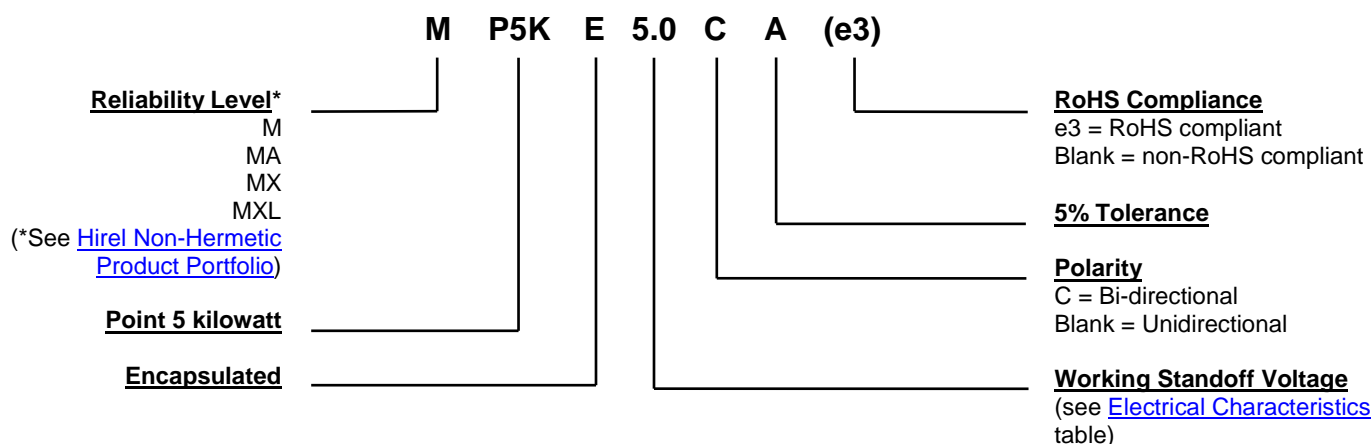 M P5K E 5.0 C A (e3)
Reliability Level*
M
MA
MX
MXL
(*See Hirel Non-Hermetic
Product Portfolio)
Point 5 kilowatt
Encapsulated
RoHS Compliance
e3 = RoHS compliant
Blank = non-RoHS compliant
5% Tolerance
Polarity
C = Bi-directional
Blank = Unidirectional
Working Standoff Voltage
(see Electrical Characteristics
table)